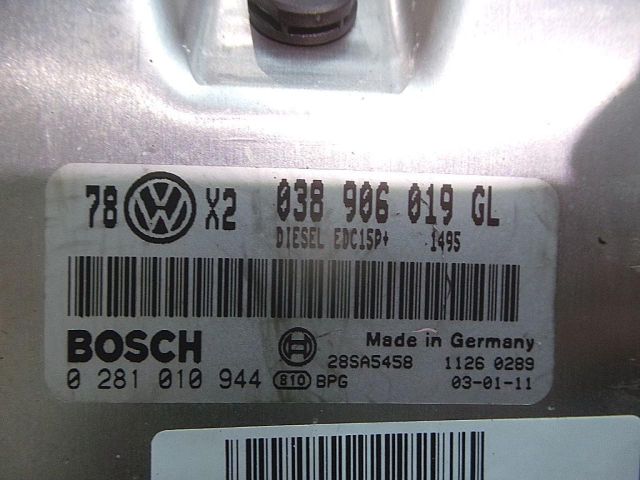 78 VW X2 038 906 019 GL
DIESEL EDC15P+ 1495
BOSCH Made in Germany
28SA5458 1126 0289
0 281 010 944 810 BPG 03-01-11